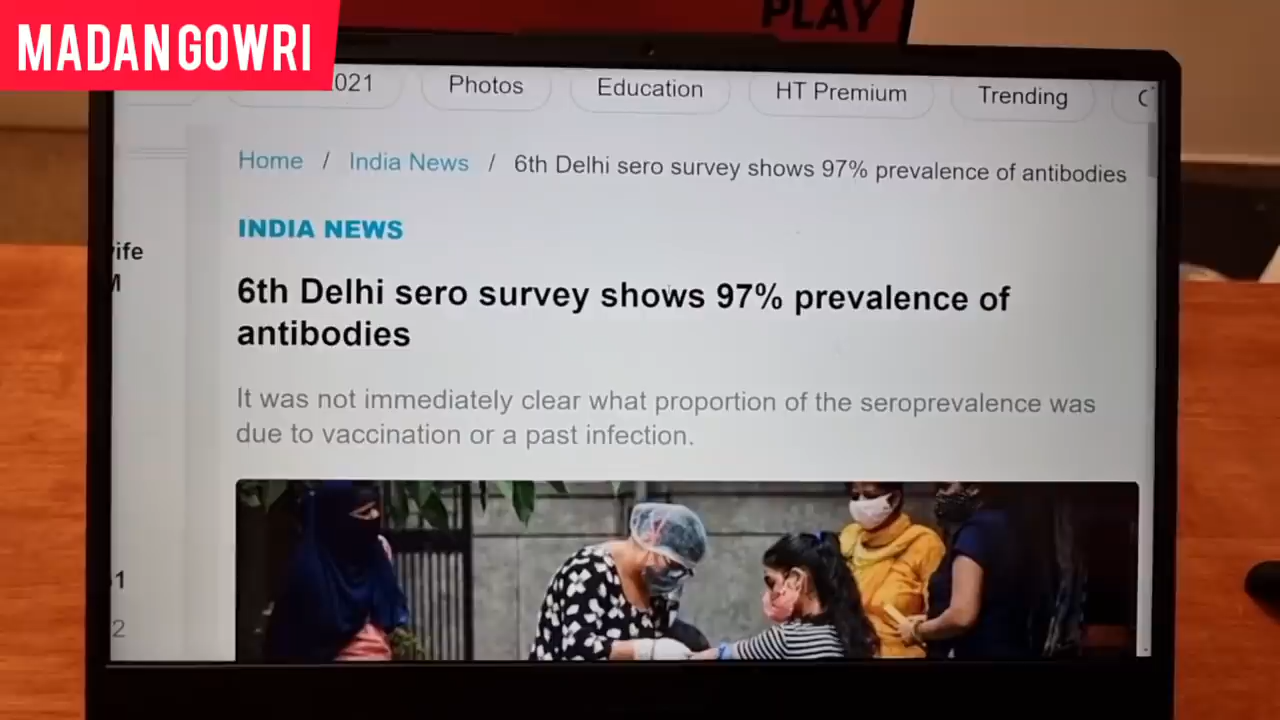 MADAN GOWRI
PLAY
2021
Photos
Education
HT Premium
Trending
Home / India News / 6th Delhi sero survey shows 97% prevalence of antibodies
INDIA NEWS
6th Delhi sero survey shows 97% prevalence of
antibodies
It was not immediately clear what proportion of the seroprevalence was
due to vaccination or a past infection.